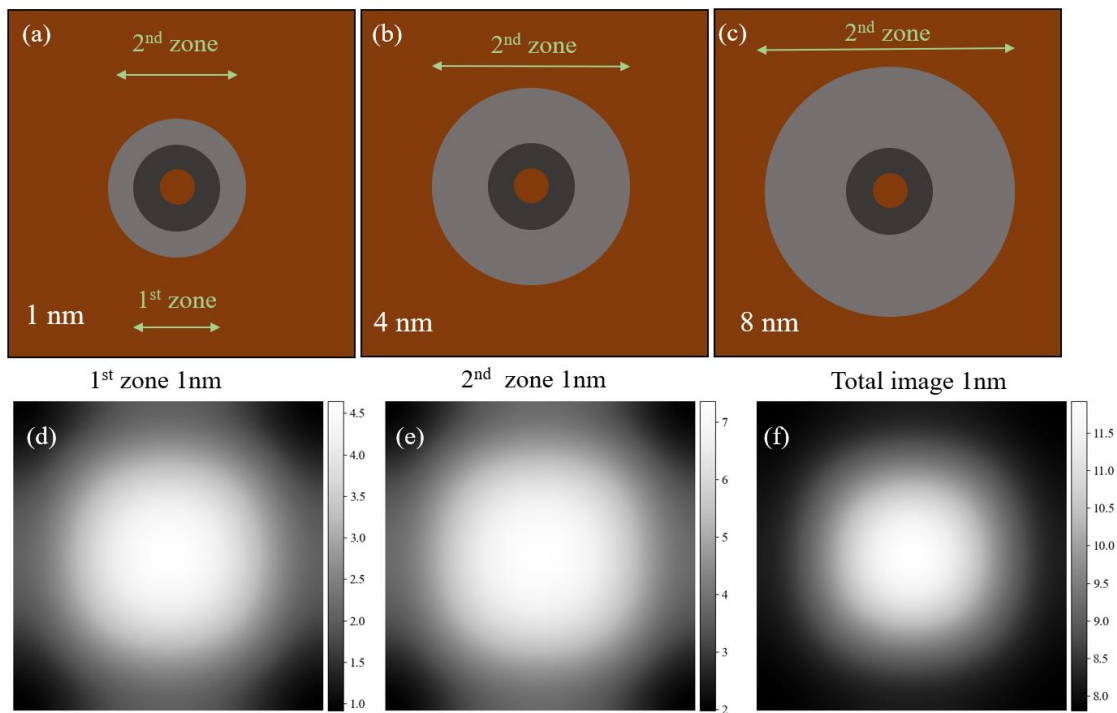 (a)
2nd zone
1st zone
1 nm
(b)
2nd zone
4 nm
(c)
2nd zone
8 nm
1st zone 1nm
(d)
4.5
4.0
3.5
3.0
2.5
2.0
1.5
1.0
2nd zone 1nm
(e)
7
6
5
4
3
2
Total image 1nm
(f)
11.5
11.0
10.5
10.0
9.5
9.0
8.5
8.0